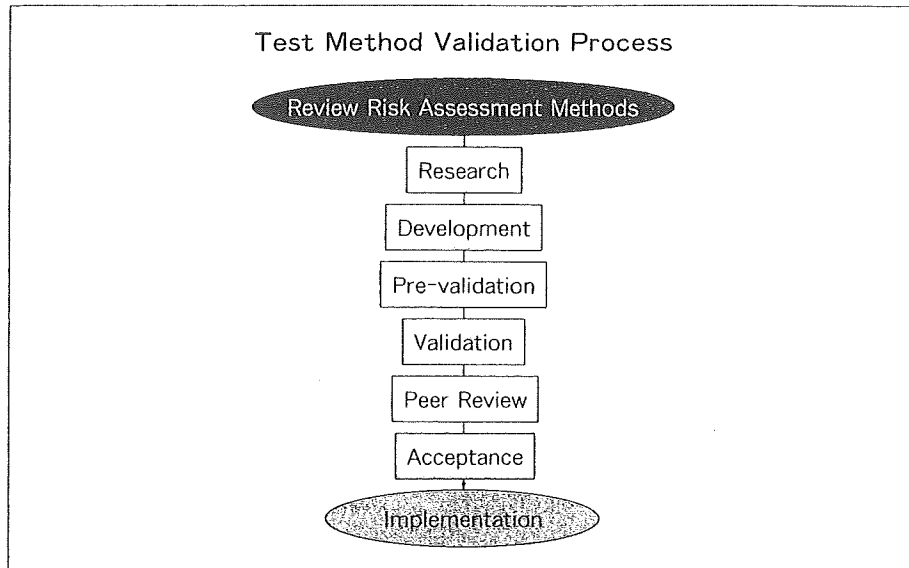 Test Method Validation Process
Review Risk Assessment Methods
Research
Development
Pre-validation
Validation
Peer Review
Acceptance
Implementation